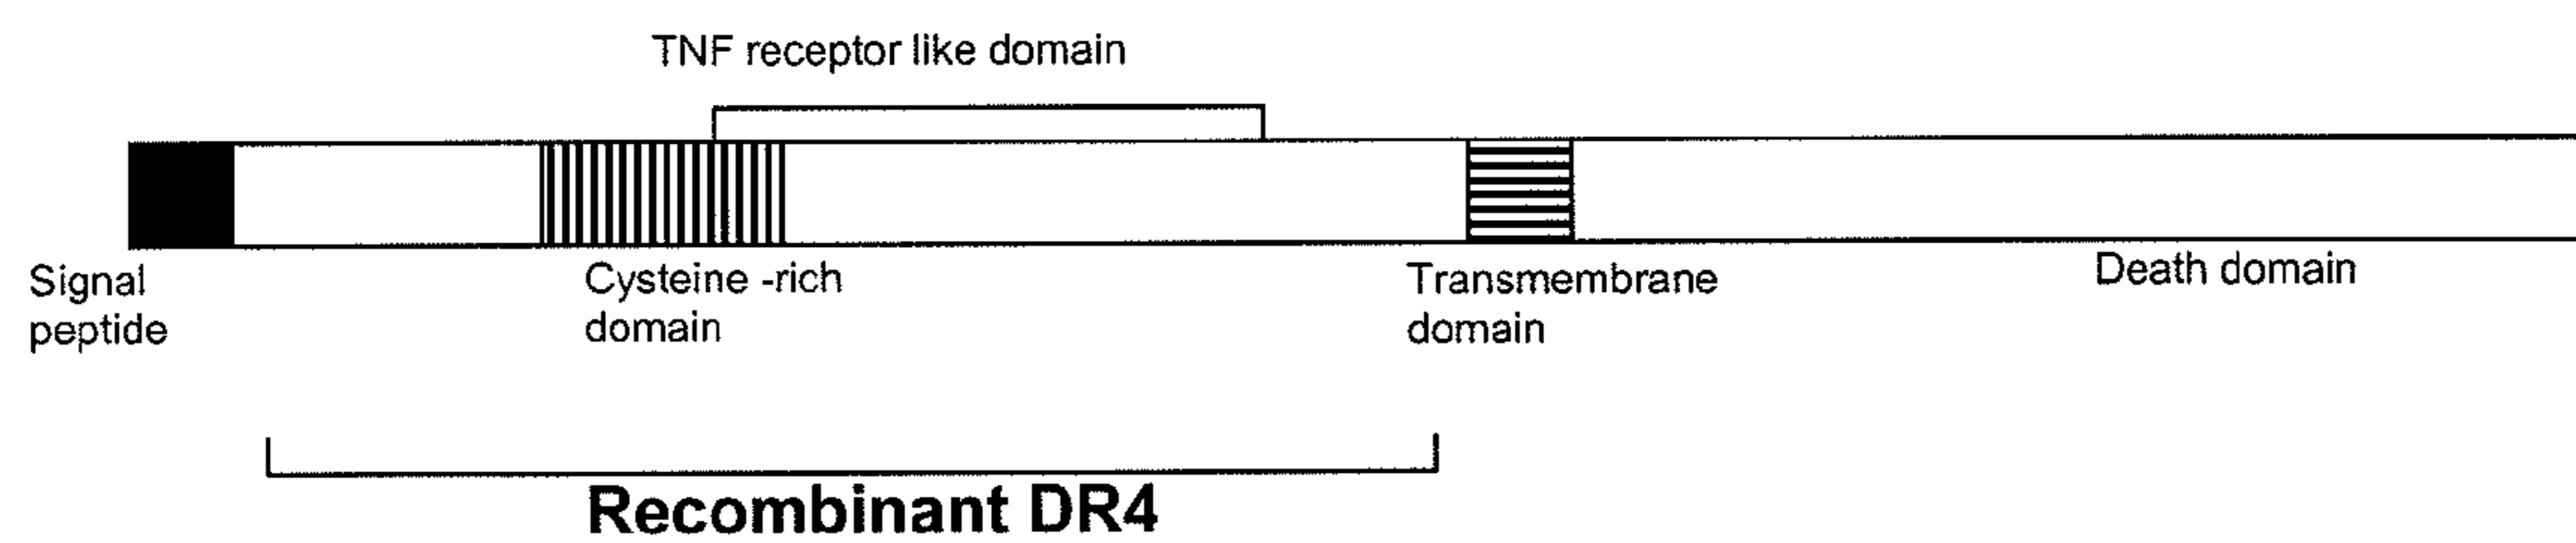 TNF receptor like domain
Signal
peptide
Cysteine -rich
domain
Transmembrane
domain
Death domain
Recombinant DR4